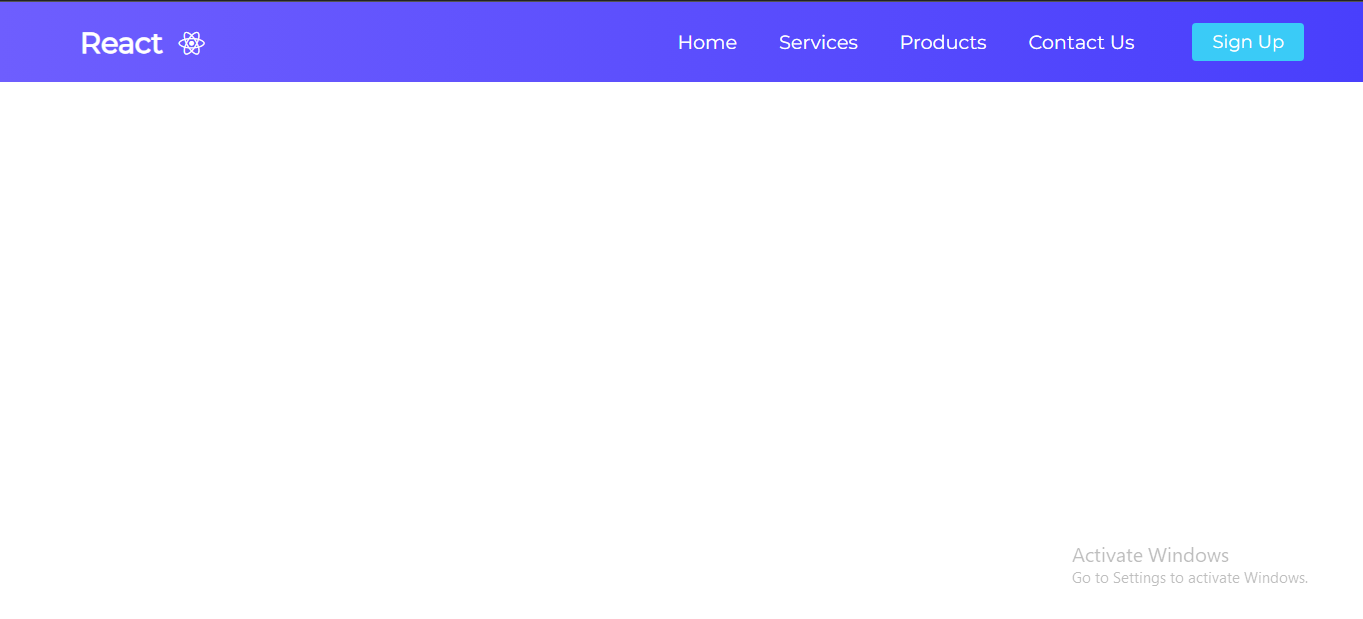 React
Home Services Products Contact Us Sign Up
Activate Windows
Go to Settings to activate Windows.